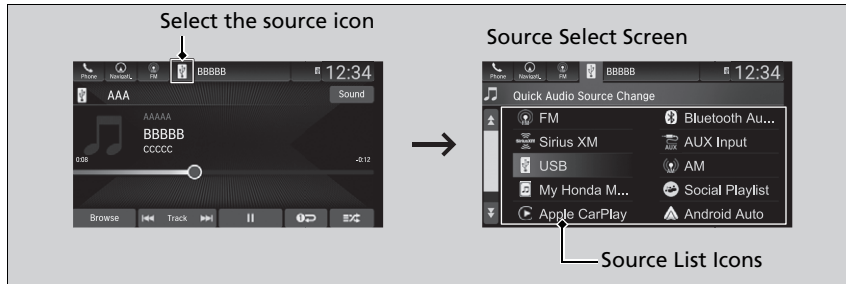 Select the source icon
Phone Navigati.. FM BBBBB 12:34
AAA Sound
AAAAA
BBBBB
CCCCC
0:08 -0:12
Browse Track
Source Select Screen
Phone Navigati.. FM BBBBB 12:34
Quick Audio Source Change
FM Bluetooth Au...
Sirius XM AUX Input
USB AM
My Honda M... Social Playlist
Apple CarPlay Android Auto
Source List Icons